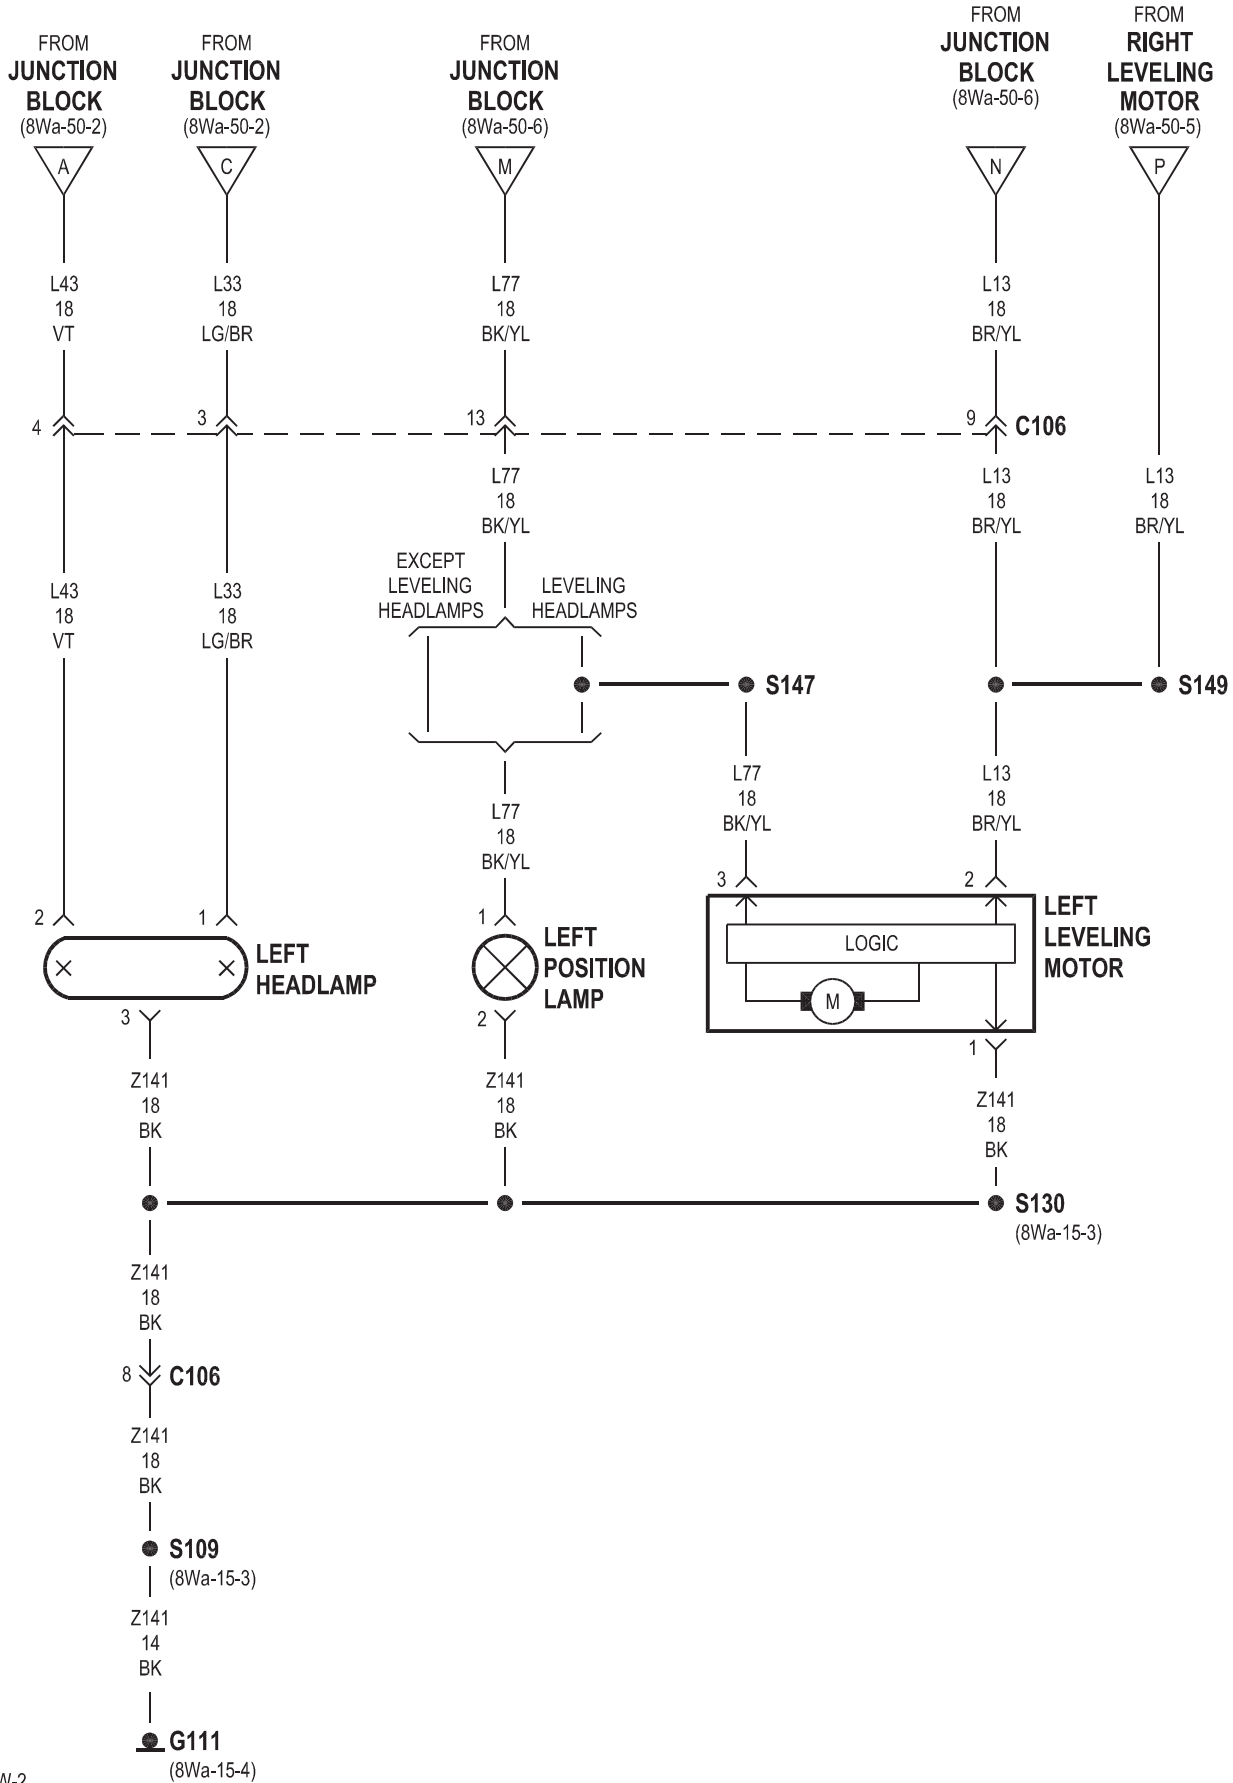 FROM
JUNCTION
BLOCK
(8Wa-50-2)
A
FROM
JUNCTION
BLOCK
(8Wa-50-2)
C
FROM
JUNCTION
BLOCK
(8Wa-50-6)
M
FROM
JUNCTION
BLOCK
(8Wa-50-6)
N
FROM
RIGHT
LEVELING
MOTOR
(8Wa-50-5)
P
L43
18
VT
L33
18
LG/BR
L77
18
BK/YL
L13
18
BR/YL
4
3
13
9
C106
L77
18
BK/YL
L13
18
BR/YL
L13
18
BR/YL
EXCEPT
LEVELING
HEADLAMPS
LEVELING
HEADLAMPS
L43
18
VT
L33
18
LG/BR
S147
S149
L77
18
BK/YL
L77
18
BK/YL
L13
18
BR/YL
2
1
LEFT
HEADLAMP
3
1
LEFT
POSITION
LAMP
2
3
2
LEFT
LEVELING
MOTOR
LOGIC
M
1
Z141
18
BK
Z141
18
BK
Z141
18
BK
S130
(8Wa-15-3)
Z141
18
BK
8
C106
Z141
18
BK
S109
(8Wa-15-3)
Z141
14
BK
G111
(8Wa-15-4)